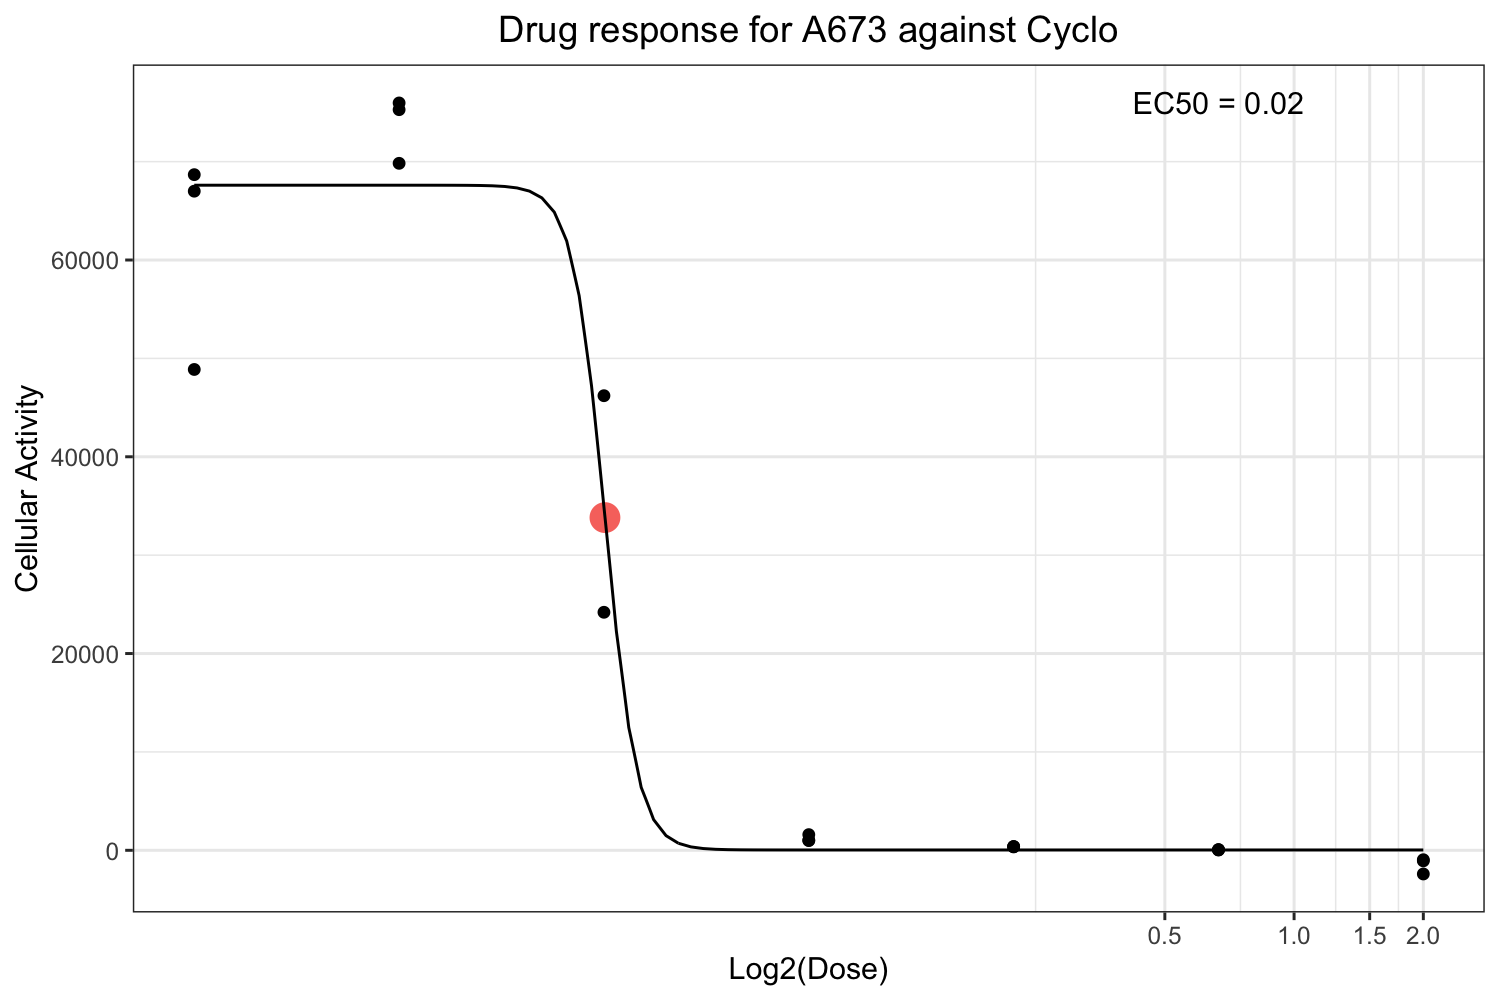 Drug response for A673 against Cyclo
EC50 = 0.02
Cellular Activity
60000
40000
20000
0
0.5 1.0 1.5 2.0
Log2(Dose)